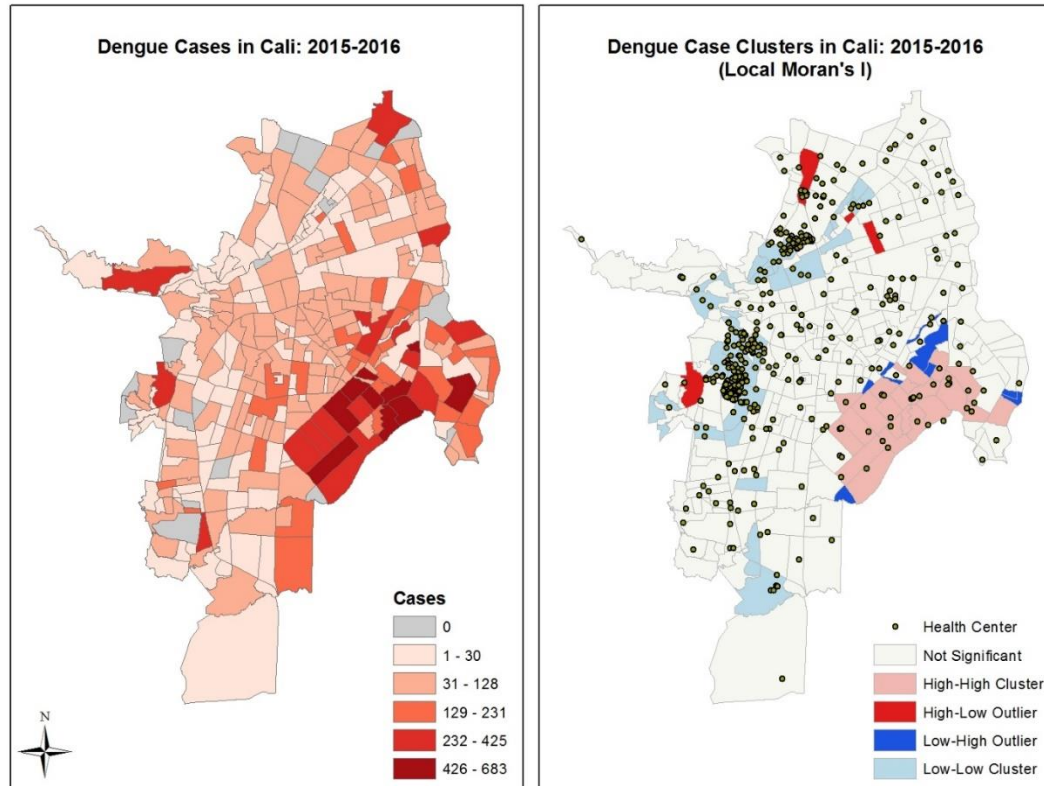 Dengue Cases in Cali: 2015-2016
Cases
0
1 - 30
31 - 128
129 - 231
232 - 425
426 - 683
N
Dengue Case Clusters in Cali: 2015-2016
(Local Moran's I)
Health Center
Not Significant
High-High Cluster
High-Low Outlier
Low-High Outlier
Low-Low Cluster